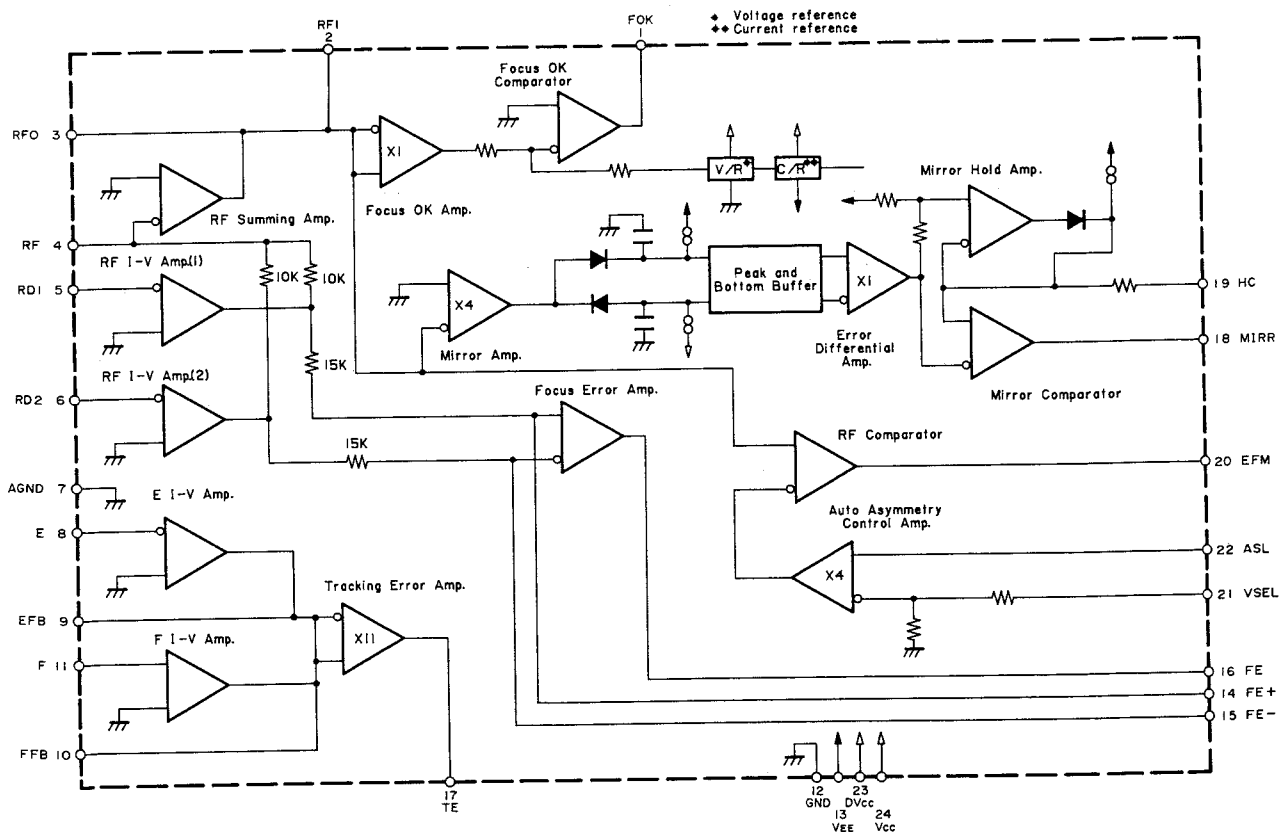 RFI
2
FOK
1
◆ Voltage reference
◆◆ Current reference
Focus OK
Comparator
RFO 3
X1
V/R◆
C/R◆◆
Mirror Hold Amp.
RF Summing Amp.
Focus OK Amp.
RF 4
RF I-V Amp.(1)
10K
10K
RD1 5
X4
Peak and
Bottom Buffer
X1
19 HC
Mirror Amp.
Error
Differential
Amp.
18 MIRR
15K
RF I-V Amp.(2)
Focus Error Amp.
Mirror Comparator
RD2 6
RF Comparator
15K
20 EFM
AGND 7
E I-V Amp.
Auto Asymmetry
Control Amp.
E 8
22 ASL
X4
Tracking Error Amp.
21 VSEL
EFB 9
F I-V Amp.
X11
F 11
16 FE
14 FE+
15 FE-
FFB 10
17
TE
12
GND
13
VEE
23
DVcc
24
Vcc